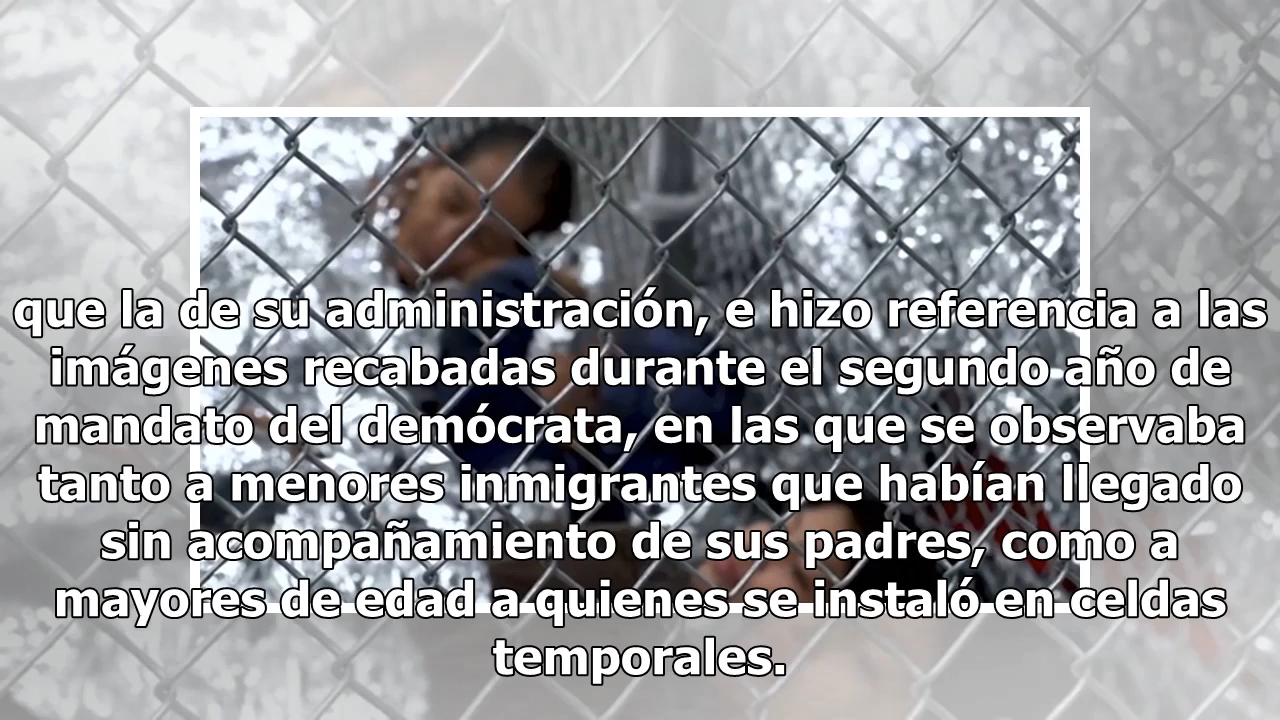 que la de su administración, e hizo referencia a las
imágenes recabadas durante el segundo año de
mandato del demócrata, en las que se observaba
tanto a menores inmigrantes que habían llegado
sin acompañamiento de sus padres, como a
mayores de edad a quienes se instaló en celdas
temporales.